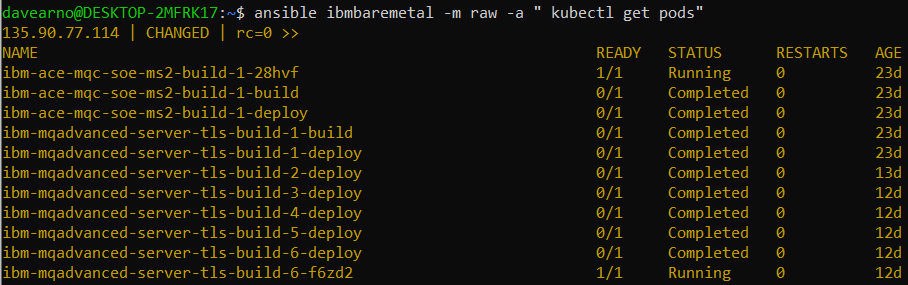 davearno@DESKTOP-2MFRK17:~$ ansible ibmbaremetal -m raw -a " kubectl get pods"
135.90.77.114 | CHANGED | rc=0 >>
NAME READY STATUS RESTARTS AGE
ibm-ace-mqc-soe-ms2-build-1-28hvf 1/1 Running 0 23d
ibm-ace-mqc-soe-ms2-build-1-build 0/1 Completed 0 23d
ibm-ace-mqc-soe-ms2-build-1-deploy 0/1 Completed 0 23d
ibm-mqadvanced-server-tls-build-1-build 0/1 Completed 0 23d
ibm-mqadvanced-server-tls-build-1-deploy 0/1 Completed 0 23d
ibm-mqadvanced-server-tls-build-2-deploy 0/1 Completed 0 13d
ibm-mqadvanced-server-tls-build-3-deploy 0/1 Completed 0 12d
ibm-mqadvanced-server-tls-build-4-deploy 0/1 Completed 0 12d
ibm-mqadvanced-server-tls-build-5-deploy 0/1 Completed 0 12d
ibm-mqadvanced-server-tls-build-6-deploy 0/1 Completed 0 12d
ibm-mqadvanced-server-tls-build-6-f6zd2 1/1 Running 0 12d